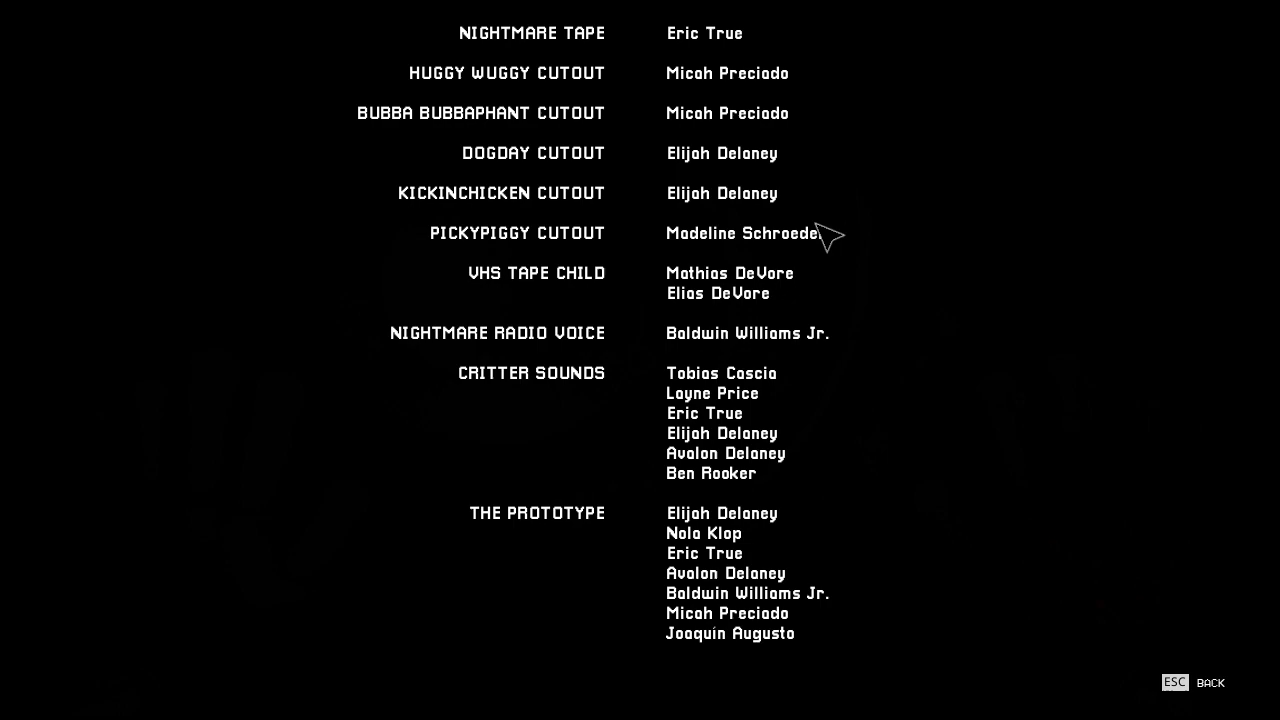 NIGHTMARE TAPE Eric True
HUGGY WUGGY CUTOUT Micah Preciado
BUBBA BUBBAPHANT CUTOUT Micah Preciado
DOGDAY CUTOUT Elijah Delaney
KICKINCHICKEN CUTOUT Elijah Delaney
PICKYPIGGY CUTOUT Madeline Schroeder
VHS TAPE CHILD Mathias DeVore
Elias DeVore
NIGHTMARE RADIO VOICE Baldwin Williams Jr.
CRITTER SOUNDS Tobias Cascia
Layne Price
Eric True
Elijah Delaney
Avalon Delaney
Ben Rooker
THE PROTOTYPE Elijah Delaney
Nola Klop
Eric True
Avalon Delaney
Baldwin Williams Jr.
Micah Preciado
Joaquín Augusto
ESC BACK